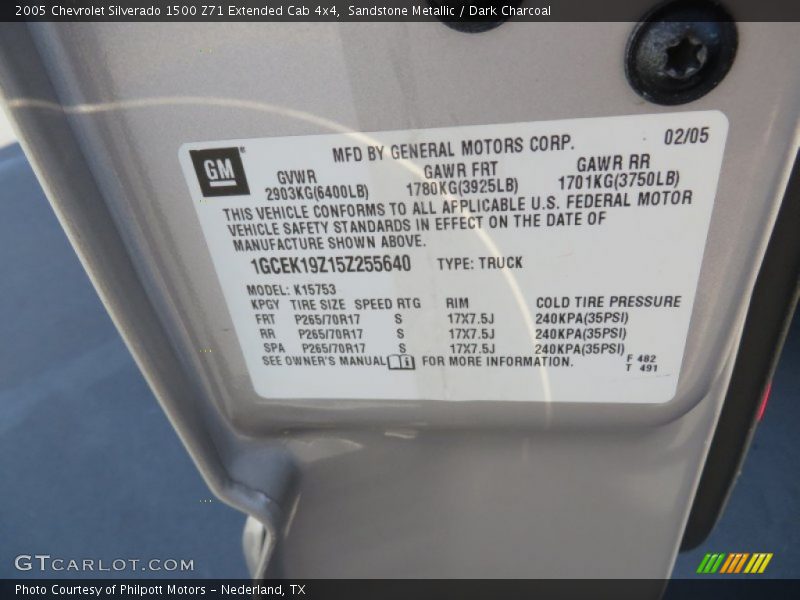 2005 Chevrolet Silverado 1500 Z71 Extended Cab 4x4, Sandstone Metallic / Dark Charcoal
GM
MFD BY GENERAL MOTORS CORP. 02/05
GVWR GAWR FRT GAWR RR
2903KG(6400LB) 1780KG(3925LB) 1701KG(3750LB)
THIS VEHICLE CONFORMS TO ALL APPLICABLE U.S. FEDERAL MOTOR
VEHICLE SAFETY STANDARDS IN EFFECT ON THE DATE OF
MANUFACTURE SHOWN ABOVE.
1GCEK19Z15Z255640 TYPE: TRUCK
MODEL: K15753
KPGY TIRE SIZE SPEED RTG RIM COLD TIRE PRESSURE
FRT P265/70R17 S 17X7.5J 240KPA(35PSI)
RR P265/70R17 S 17X7.5J 240KPA(35PSI)
SPA P265/70R17 S 17X7.5J 240KPA(35PSI)
SEE OWNER'S MANUAL FOR MORE INFORMATION. F 482
T 491
GTCARLOT.COM
Photo Courtesy of Philpott Motors - Nederland, TX